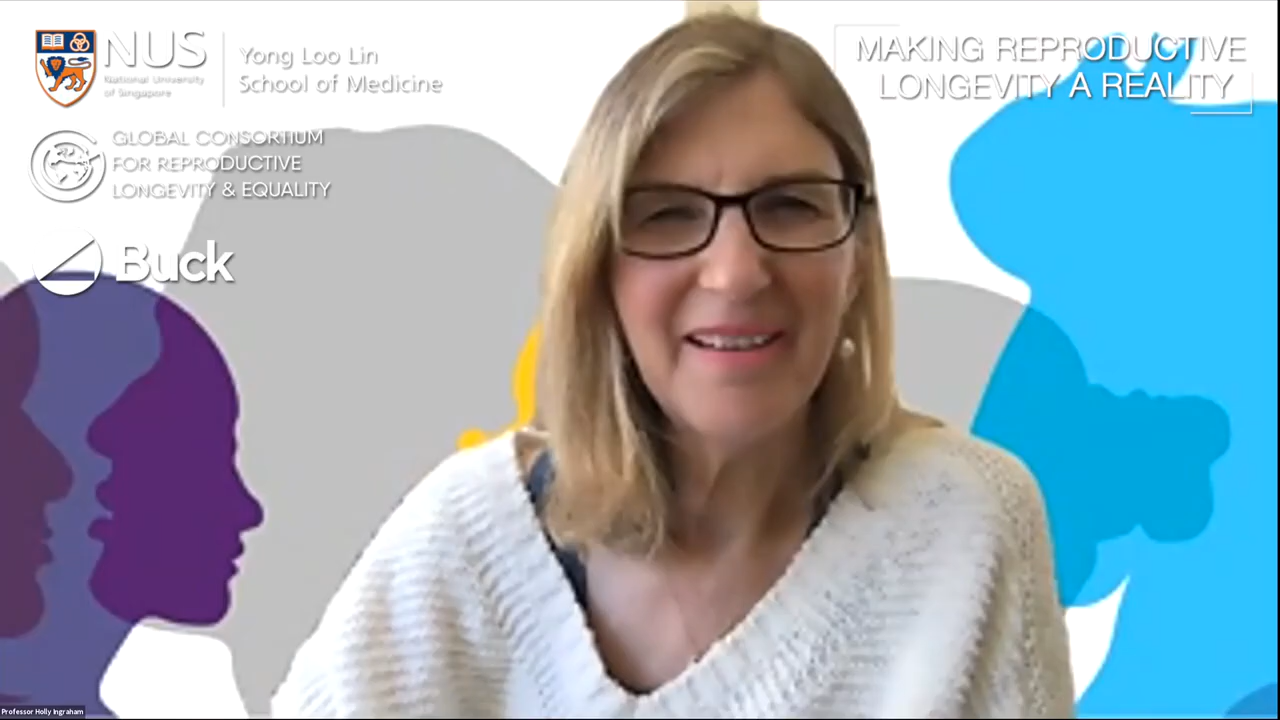 NUS
National University
of Singapore
Yong Loo Lin
School of Medicine
GLOBAL CONSORTIUM
FOR REPRODUCTIVE
LONGEVITY & EQUALITY
Buck
MAKING REPRODUCTIVE
LONGEVITY A REALITY
Professor Holly Ingraham